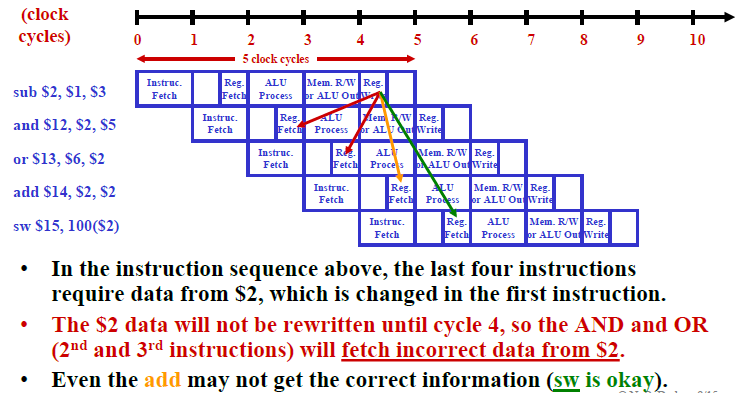 (clock
cycles)
0 1 2 3 4 5 6 7 8 9 10
5 clock cycles
sub $2, $1, $3
Instruc. Fetch Reg. Fetch ALU Process Mem. R/W or ALU Out Reg.
and $12, $2, $5
Instruc. Fetch Reg. Fetch ALU Process Mem. R/W or ALU Out Reg. Write
or $13, $6, $2
Instruc. Fetch Reg. Fetch ALU Process Mem. R/W or ALU Out Reg. Write
add $14, $2, $2
Instruc. Fetch Reg. Fetch ALU Process Mem. R/W or ALU Out Reg. Write
sw $15, 100($2)
Instruc. Fetch Reg. Fetch ALU Process Mem. R/W or ALU Out Reg. Write
• In the instruction sequence above, the last four instructions
require data from $2, which is changed in the first instruction.
• The $2 data will not be rewritten until cycle 4, so the AND and OR
(2nd and 3rd instructions) will fetch incorrect data from $2.
• Even the add may not get the correct information (sw is okay).